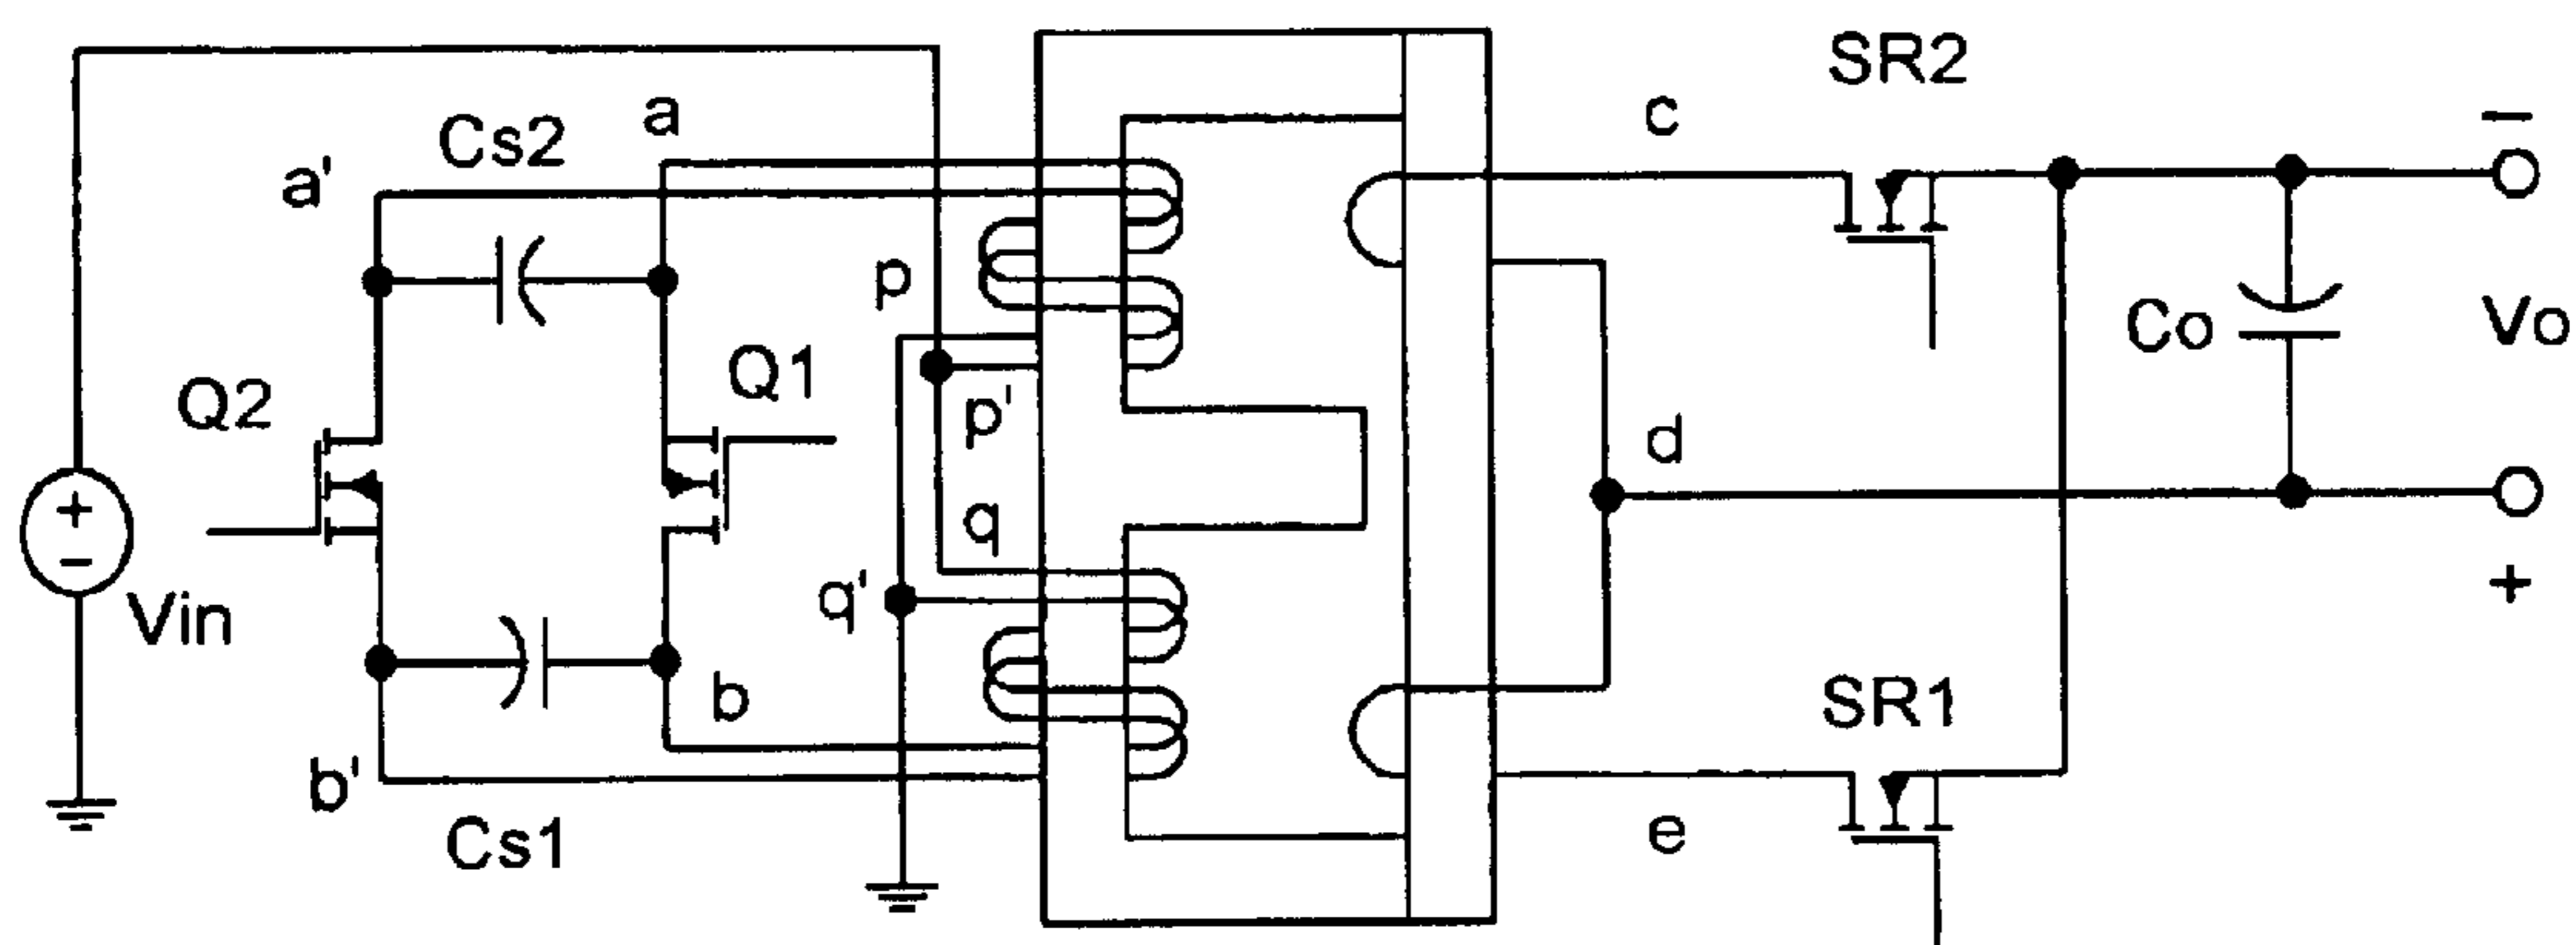 SR2
a
c
Cs2
a'
−
p
Co
Vo
Q1
Q2
p'
d
q
+
−
q'
+
Vin
b
SR1
b'
e
Cs1